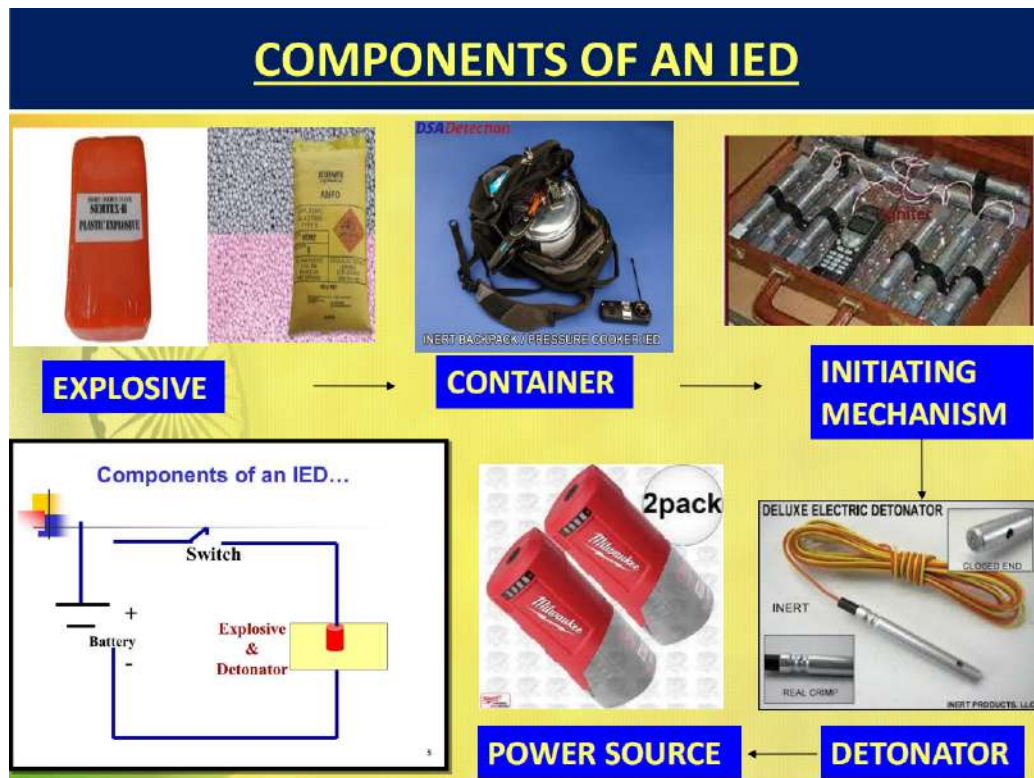 COMPONENTS OF AN IED
DSADetection
SEMTEX-H
PLASTIC EXPLOSIVE
ANFO
Igniter
INERT BACKPACK / PRESSURE COOKER IED
EXPLOSIVE
CONTAINER
INITIATING
MECHANISM
Components of an IED...
Switch
+
Battery
-
Explosive
&
Detonator
5
2pack
Milwaukee
Milwaukee
DELUXE ELECTRIC DETONATOR
CLOSED END
INERT
REAL CRIMP
INERT PRODUCTS, LLC
POWER SOURCE
DETONATOR